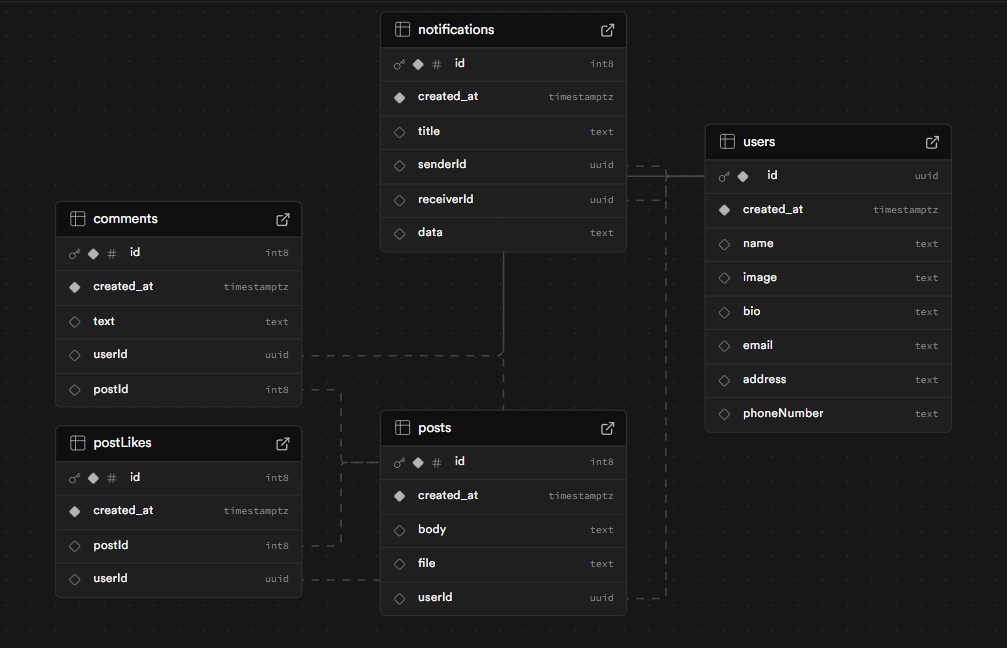 notifications
# id int8
created_at timestamptz
title text
senderId uuid
receiverId uuid
data text
users
id uuid
created_at timestamptz
name text
image text
bio text
email text
address text
phoneNumber text
comments
# id int8
created_at timestamptz
text text
userId uuid
postId int8
postLikes
# id int8
created_at timestamptz
postId int8
userId uuid
posts
# id int8
created_at timestamptz
body text
file text
userId uuid